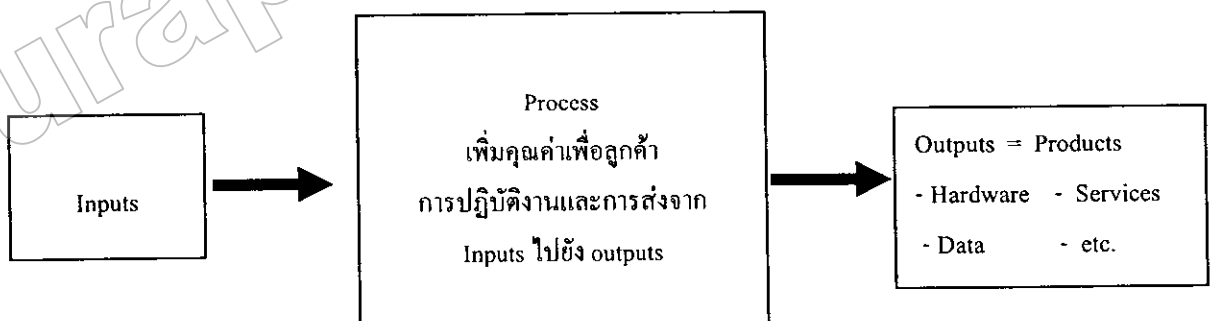 Inputs
Process
เพิ่มคุณค่าเพื่อลูกค้า
การปฏิบัติงานและการส่งจาก
Inputs ไปยัง outputs
Outputs = Products
- Hardware - Services
- Data - etc.